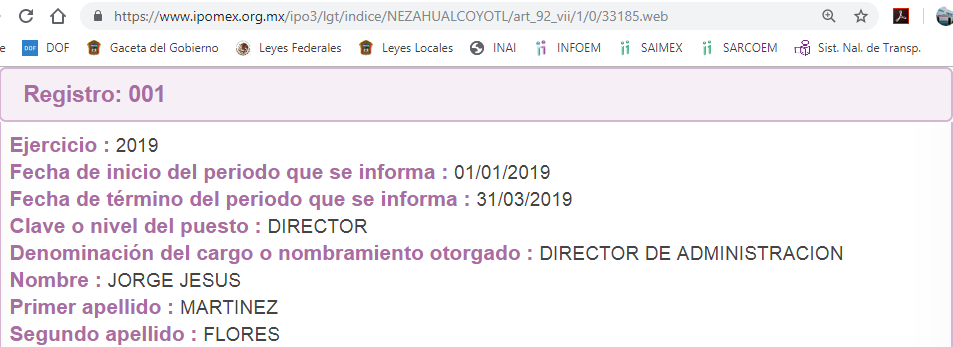 https://www.ipomex.org.mx/ipo3/lgt/indice/NEZAHUALCOYOTL/art_92_vii/1/0/33185.web
DOF DOF Gaceta del Gobierno Leyes Federales Leyes Locales INAI INFOEM SAIMEX SARCOEM Sist. Nal. de Transp.
Registro: 001
Ejercicio : 2019
Fecha de inicio del periodo que se informa : 01/01/2019
Fecha de término del periodo que se informa : 31/03/2019
Clave o nivel del puesto : DIRECTOR
Denominación del cargo o nombramiento otorgado : DIRECTOR DE ADMINISTRACION
Nombre : JORGE JESUS
Primer apellido : MARTINEZ
Segundo apellido : FLORES